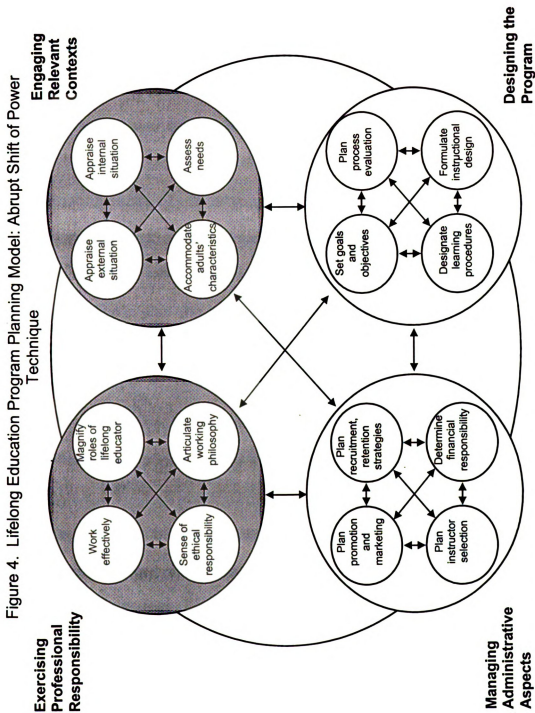 Figure 4. Lifelong Education Program Planning Model: Abrupt Shift of Power
Technique
Exercising
Professional
Responsibility
Engaging
Relevant
Contexts
Work
effectively
Magnify
roles of
lifelong
educator
Sense of
ethical
responsibility
Articulate
working
philosophy
Appraise
external
situation
Appraise
internal
situation
Accommodate
adults'
characteristics
Assess
needs
Plan
promotion
and
marketing
Plan
recruitment,
retention
strategies
Plan
instructor
selection
Determine
financial
responsibility
Set goals
and
objectives
Plan
process
evaluation
Designate
learning
procedures
Formulate
instructional
design
Managing
Administrative
Aspects
Designing the
Program